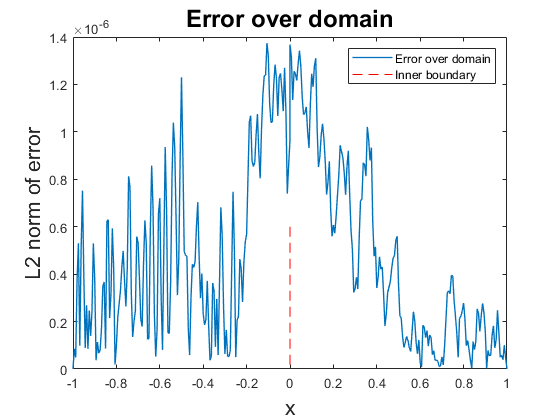 Error over domain
×10⁻⁶
1.4
1.2
1
0.8
0.6
0.4
0.2
0
L2 norm of error
Error over domain
Inner boundary
-1 -0.8 -0.6 -0.4 -0.2 0 0.2 0.4 0.6 0.8 1
x